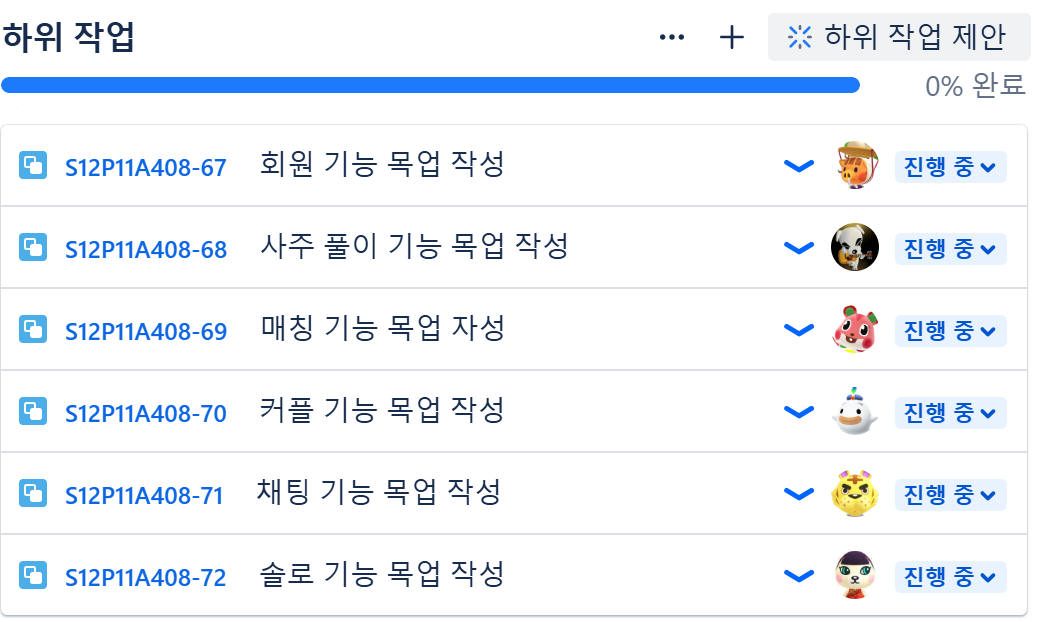 하위 작업
하위 작업 제안
0% 완료
S12P11A408-67 회원 기능 목업 작성 진행 중
S12P11A408-68 사주 풀이 기능 목업 작성 진행 중
S12P11A408-69 매칭 기능 목업 자성 진행 중
S12P11A408-70 커플 기능 목업 작성 진행 중
S12P11A408-71 채팅 기능 목업 작성 진행 중
S12P11A408-72 솔로 기능 목업 작성 진행 중